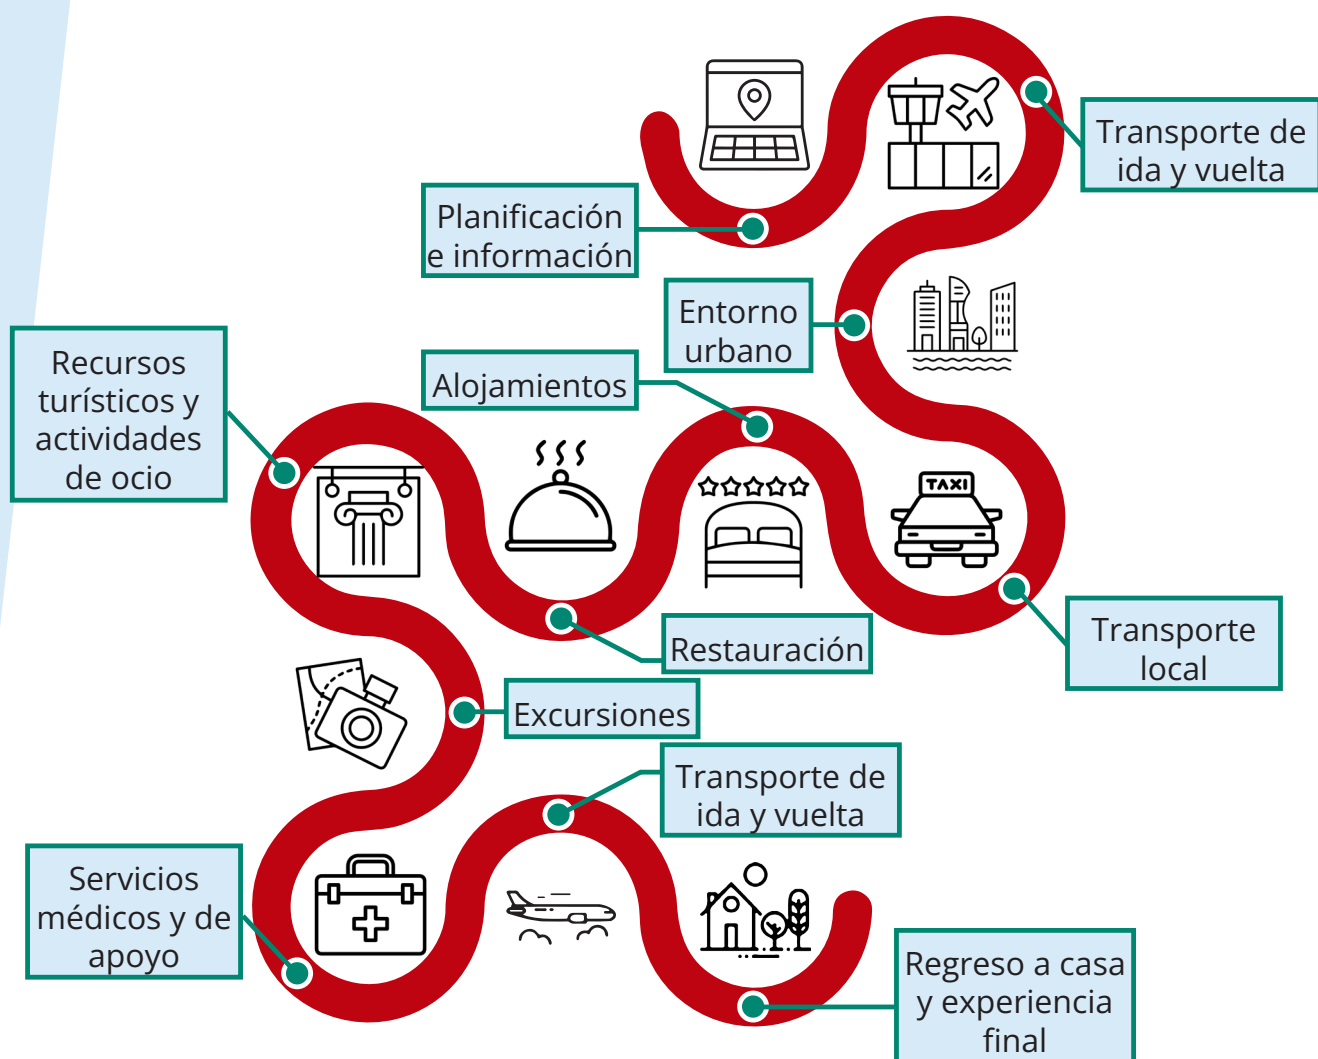 Transporte de
ida y vuelta
Planificación
e información
Entorno
urbano
Recursos
turísticos y
actividades
de ocio
Alojamientos
TAXI
Transporte
local
Restauración
Excursiones
Transporte de
ida y vuelta
Servicios
médicos y de
apoyo
Regreso a casa
y experiencia
final